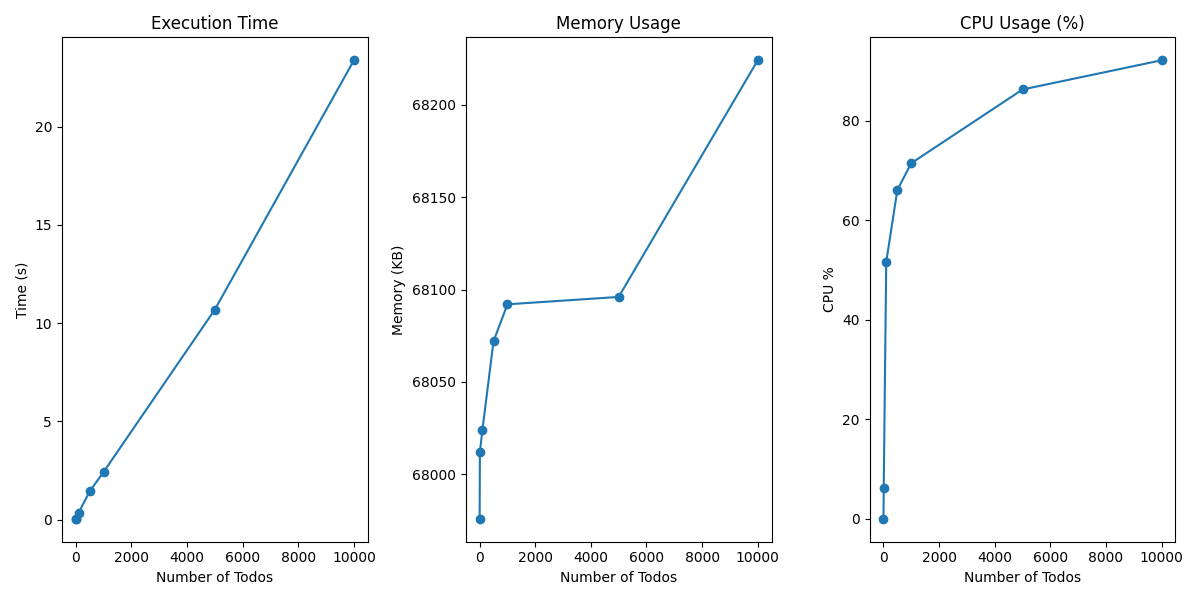 Execution Time
Time (s)
20
15
10
5
0
0 2000 4000 6000 8000 10000
Number of Todos
Memory Usage
Memory (KB)
68200
68150
68100
68050
68000
0 2000 4000 6000 8000 10000
Number of Todos
CPU Usage (%)
CPU %
80
60
40
20
0
0 2000 4000 6000 8000 10000
Number of Todos